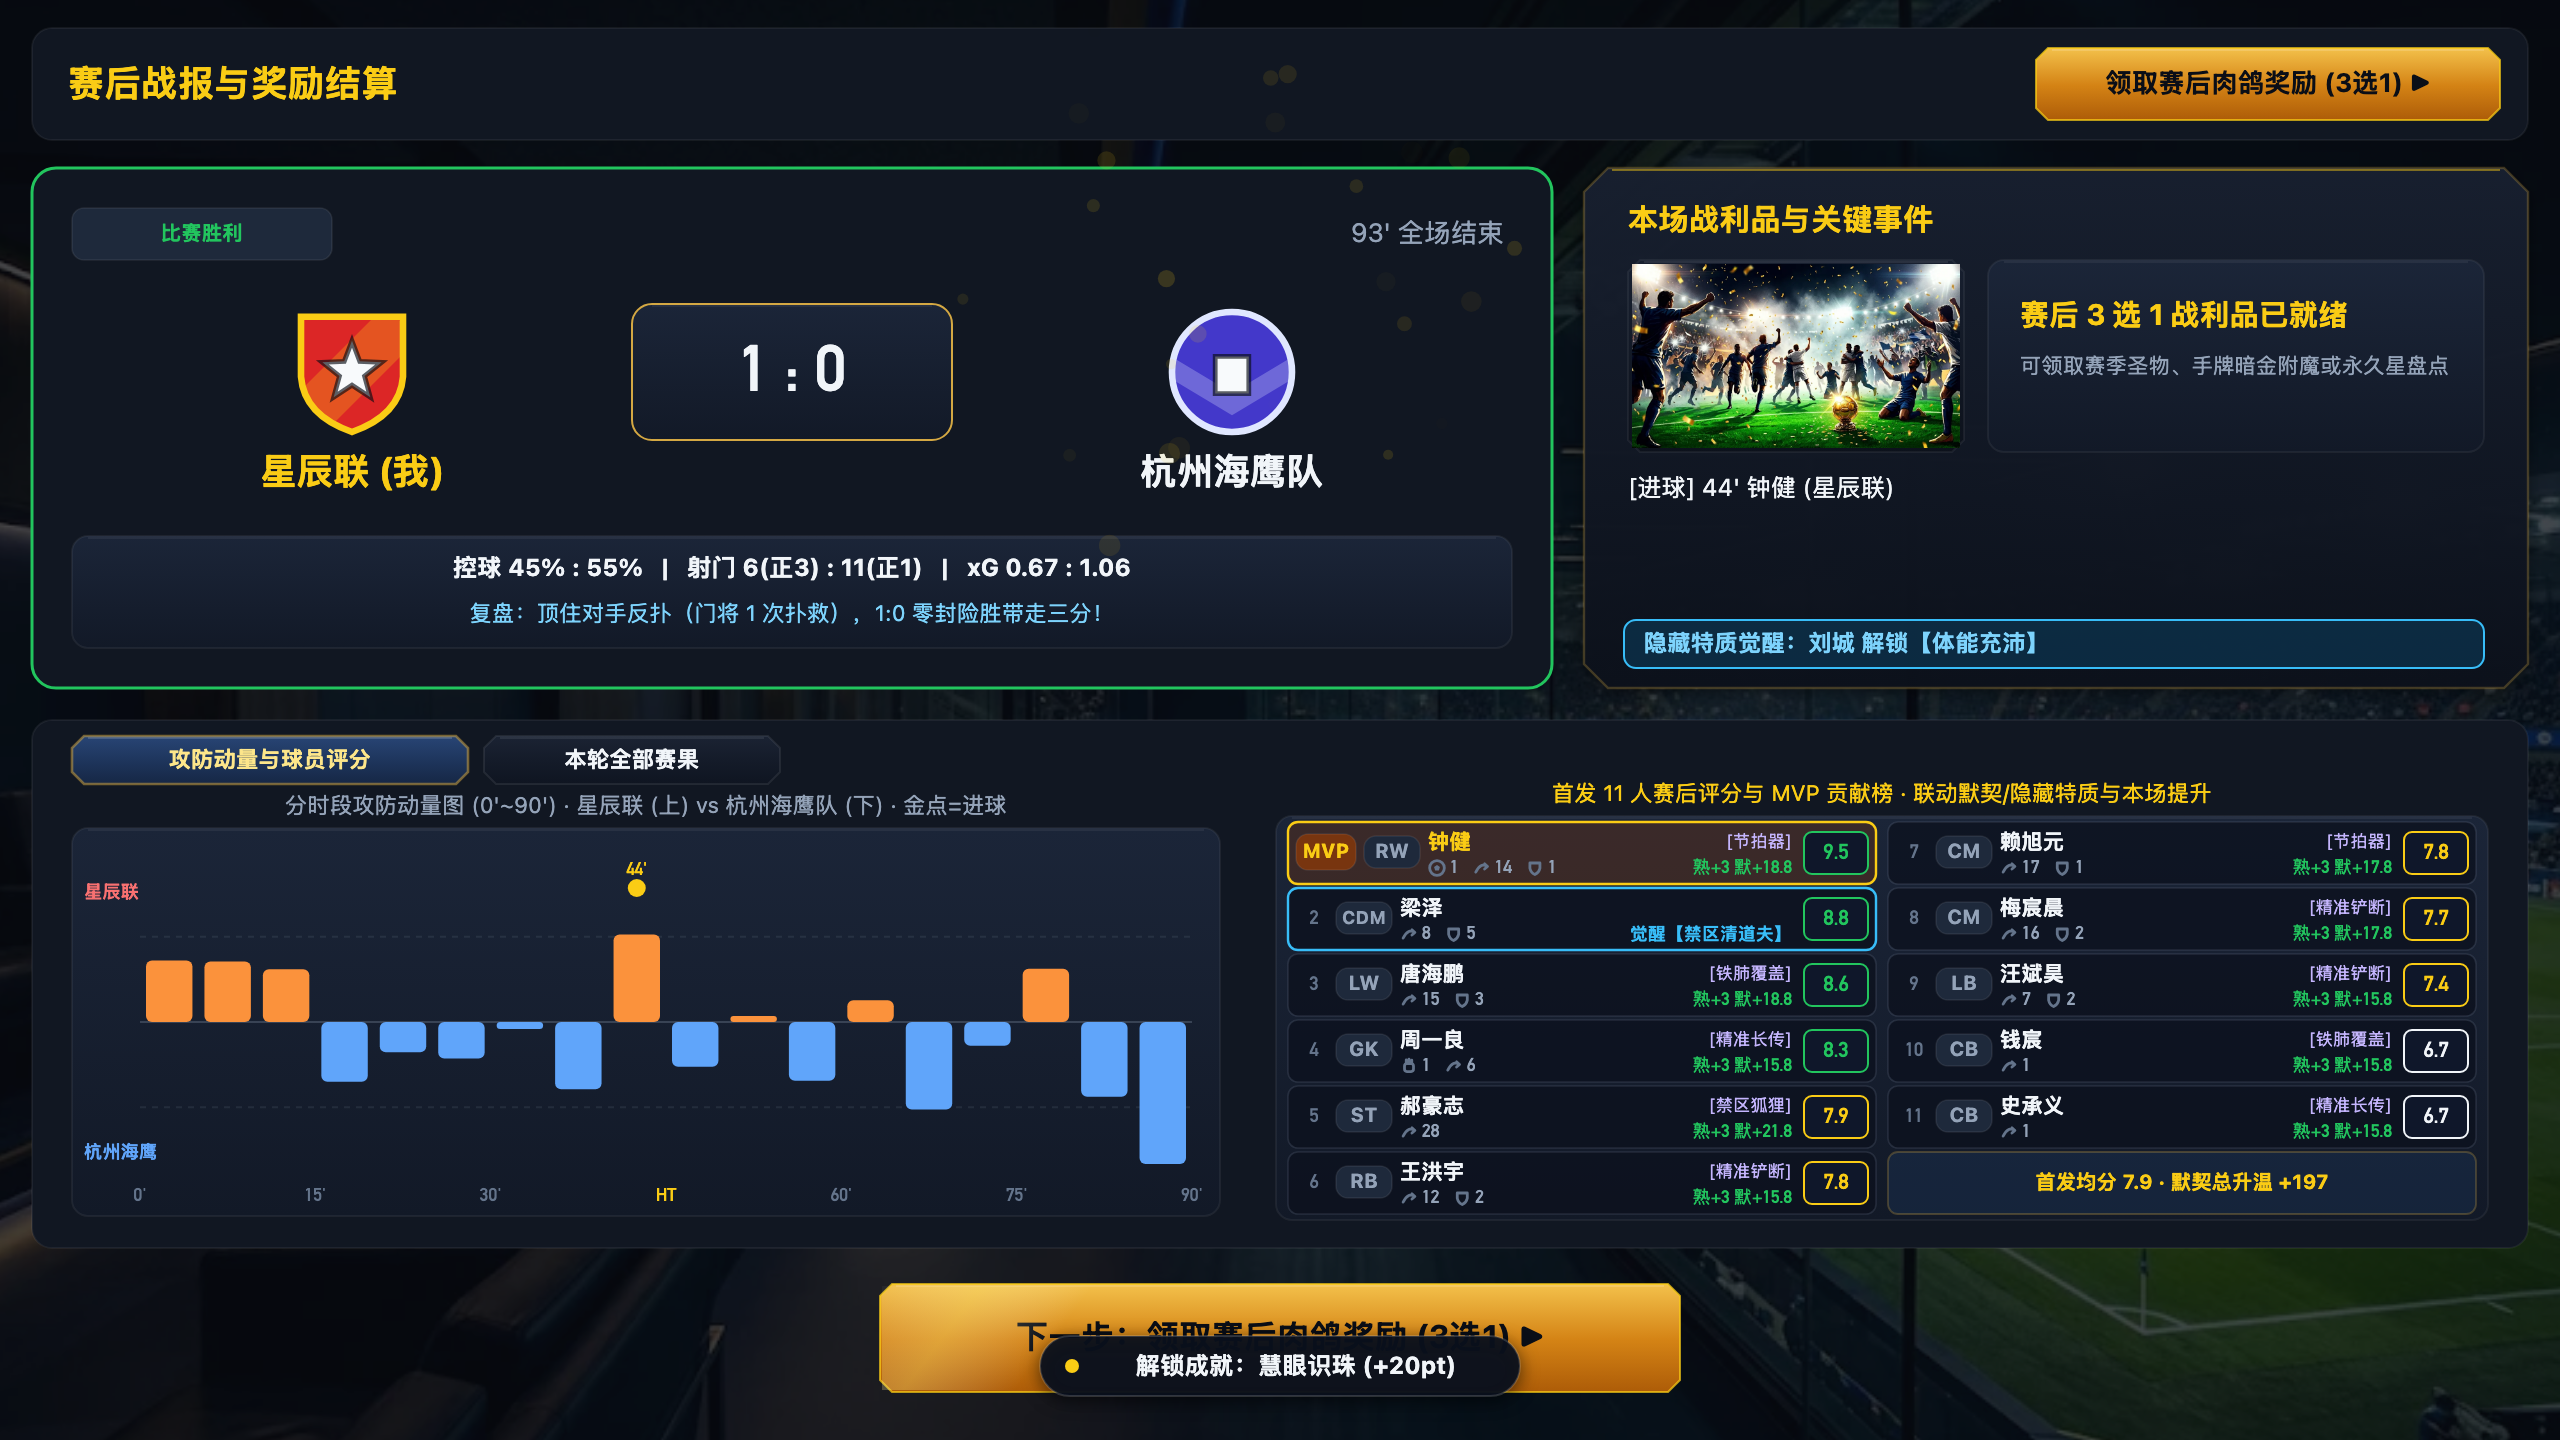 赛后战报与奖励结算
领取赛后肉鸽奖励 (3选1) ▶
比赛胜利
93' 全场结束
星辰联 (我)
1 : 0
杭州海鹰队
控球 45% : 55% | 射门 6(正3) : 11(正1) | xG 0.67 : 1.06
复盘：顶住对手反扑（门将 1 次扑救），1:0 零封险胜带走三分！
本场战利品与关键事件
赛后 3 选 1 战利品已就绪
可领取赛季圣物、手牌暗金附魔或永久星盘点
[进球] 44' 钟健 (星辰联)
隐藏特质觉醒：刘城 解锁【体能充沛】
攻防动量与球员评分
本轮全部赛果
分时段攻防动量图 (0'~90') · 星辰联 (上) vs 杭州海鹰队 (下) · 金点=进球
44'
星辰联
杭州海鹰
0' 15' 30' HT 60' 75' 90'
首发 11 人赛后评分与 MVP 贡献榜 · 联动默契/隐藏特质与本场提升
MVP RW 钟健 [节拍器] 9.5
1 14 1 熟+3 默+18.8
2 CDM 梁泽 8.8
8 5 觉醒【禁区清道夫】
3 LW 唐海鹏 [铁肺覆盖] 8.6
15 3 熟+3 默+18.8
4 GK 周一良 [精准长传] 8.3
1 6 熟+3 默+15.8
5 ST 郝豪志 [禁区狐狸] 7.9
28 熟+3 默+21.8
6 RB 王洪宇 [精准铲断] 7.8
12 2 熟+3 默+15.8
7 CM 赖旭元 [节拍器] 7.8
17 1 熟+3 默+17.8
8 CM 梅宸晨 [精准铲断] 7.7
16 2 熟+3 默+17.8
9 LB 汪斌昊 [精准铲断] 7.4
7 2 熟+3 默+15.8
10 CB 钱宸 [铁肺覆盖] 6.7
1 熟+3 默+15.8
11 CB 史承义 [精准长传] 6.7
1 熟+3 默+15.8
首发均分 7.9 · 默契总升温 +197
下一步：领取赛后肉鸽奖励 (3选1) ▶
解锁成就：慧眼识珠 (+20pt)